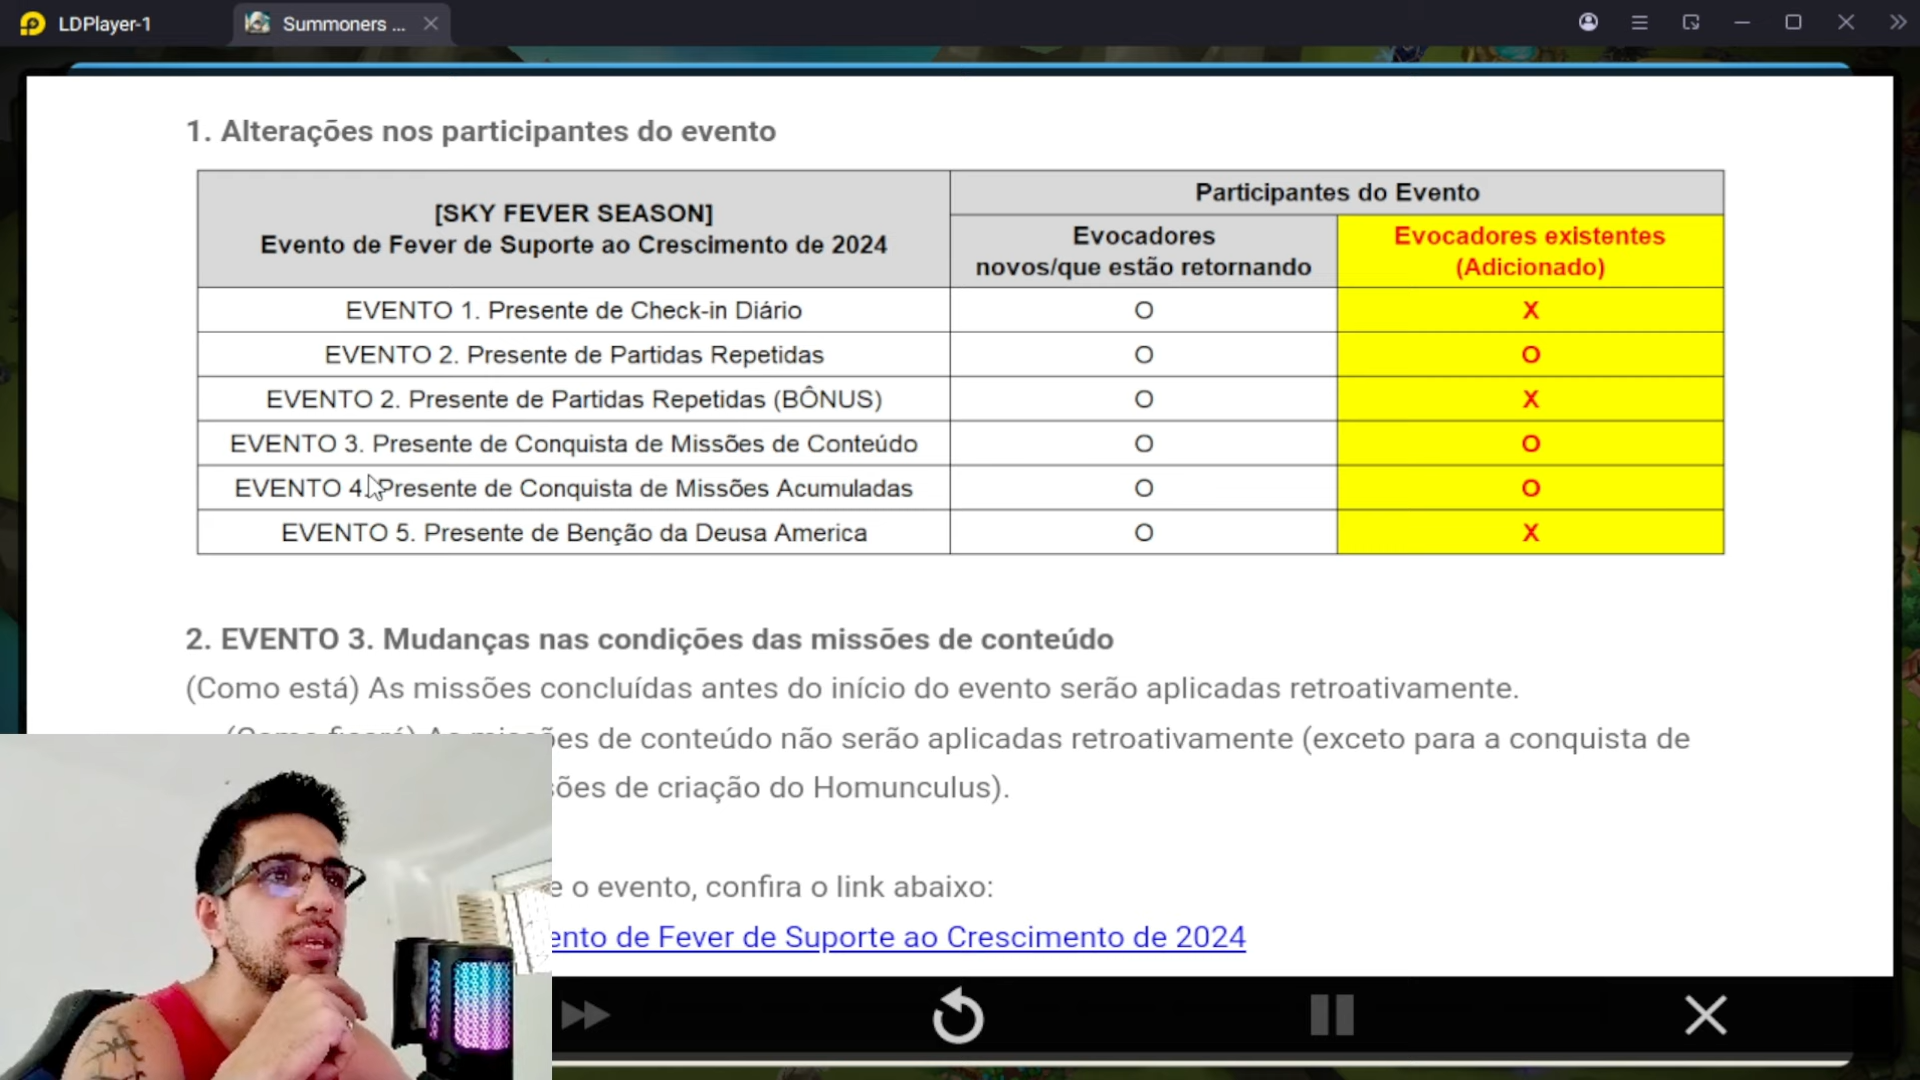 LDPlayer-1
Summoners ...
1. Alterações nos participantes do evento
[SKY FEVER SEASON]
Evento de Fever de Suporte ao Crescimento de 2024
Participantes do Evento
Evocadores
novos/que estão retornando
Evocadores existentes
(Adicionado)
EVENTO 1. Presente de Check-in Diário O X
EVENTO 2. Presente de Partidas Repetidas O O
EVENTO 2. Presente de Partidas Repetidas (BÔNUS) O X
EVENTO 3. Presente de Conquista de Missões de Conteúdo O O
EVENTO 4. Presente de Conquista de Missões Acumuladas O O
EVENTO 5. Presente de Benção da Deusa America O X
2. EVENTO 3. Mudanças nas condições das missões de conteúdo
(Como está) As missões concluídas antes do início do evento serão aplicadas retroativamente.
(Como ficará) As missões de conteúdo não serão aplicadas retroativamente (exceto para a conquista de
de criação do Homunculus).
o evento, confira o link abaixo:
de Fever de Suporte ao Crescimento de 2024